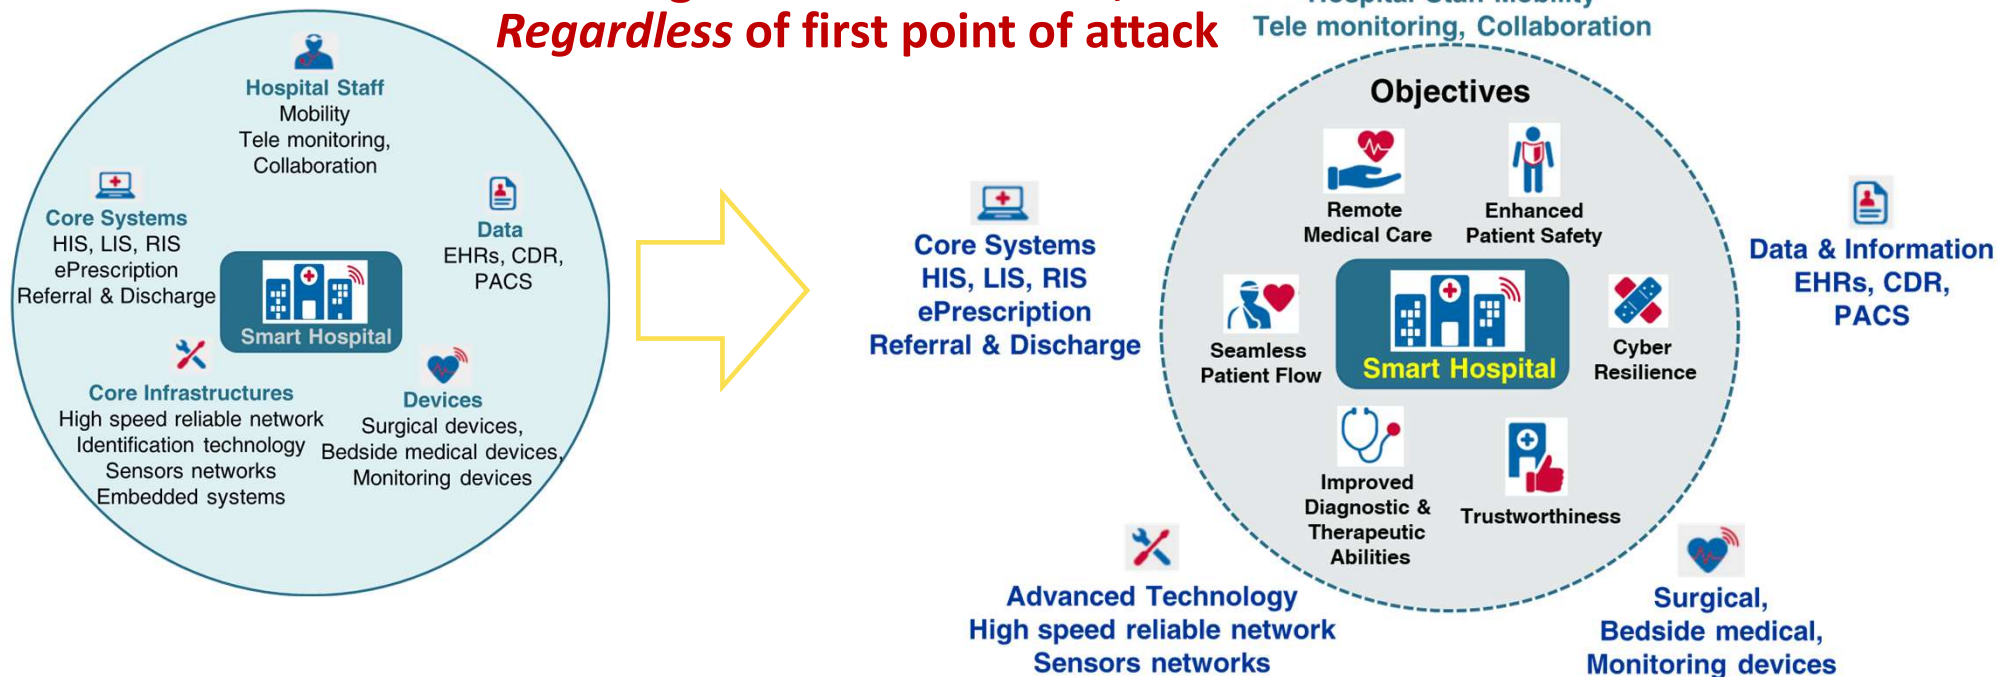 Regardless of first point of attack
Hospital Staff
Mobility
Tele monitoring,
Collaboration
Core Systems
HIS, LIS, RIS
ePrescription
Referral & Discharge
Data
EHRs, CDR,
PACS
Smart Hospital
Core Infrastructures
High speed reliable network
Identification technology
Sensors networks
Embedded systems
Devices
Surgical devices,
Bedside medical devices,
Monitoring devices
Hospital Staff Mobility
Tele monitoring, Collaboration
Objectives
Remote
Medical Care
Enhanced
Patient Safety
Core Systems
HIS, LIS, RIS
ePrescription
Referral & Discharge
Seamless
Patient Flow
Smart Hospital
Cyber
Resilience
Data & Information
EHRs, CDR,
PACS
Improved
Diagnostic &
Therapeutic
Abilities
Trustworthiness
Advanced Technology
High speed reliable network
Sensors networks
Surgical,
Bedside medical,
Monitoring devices